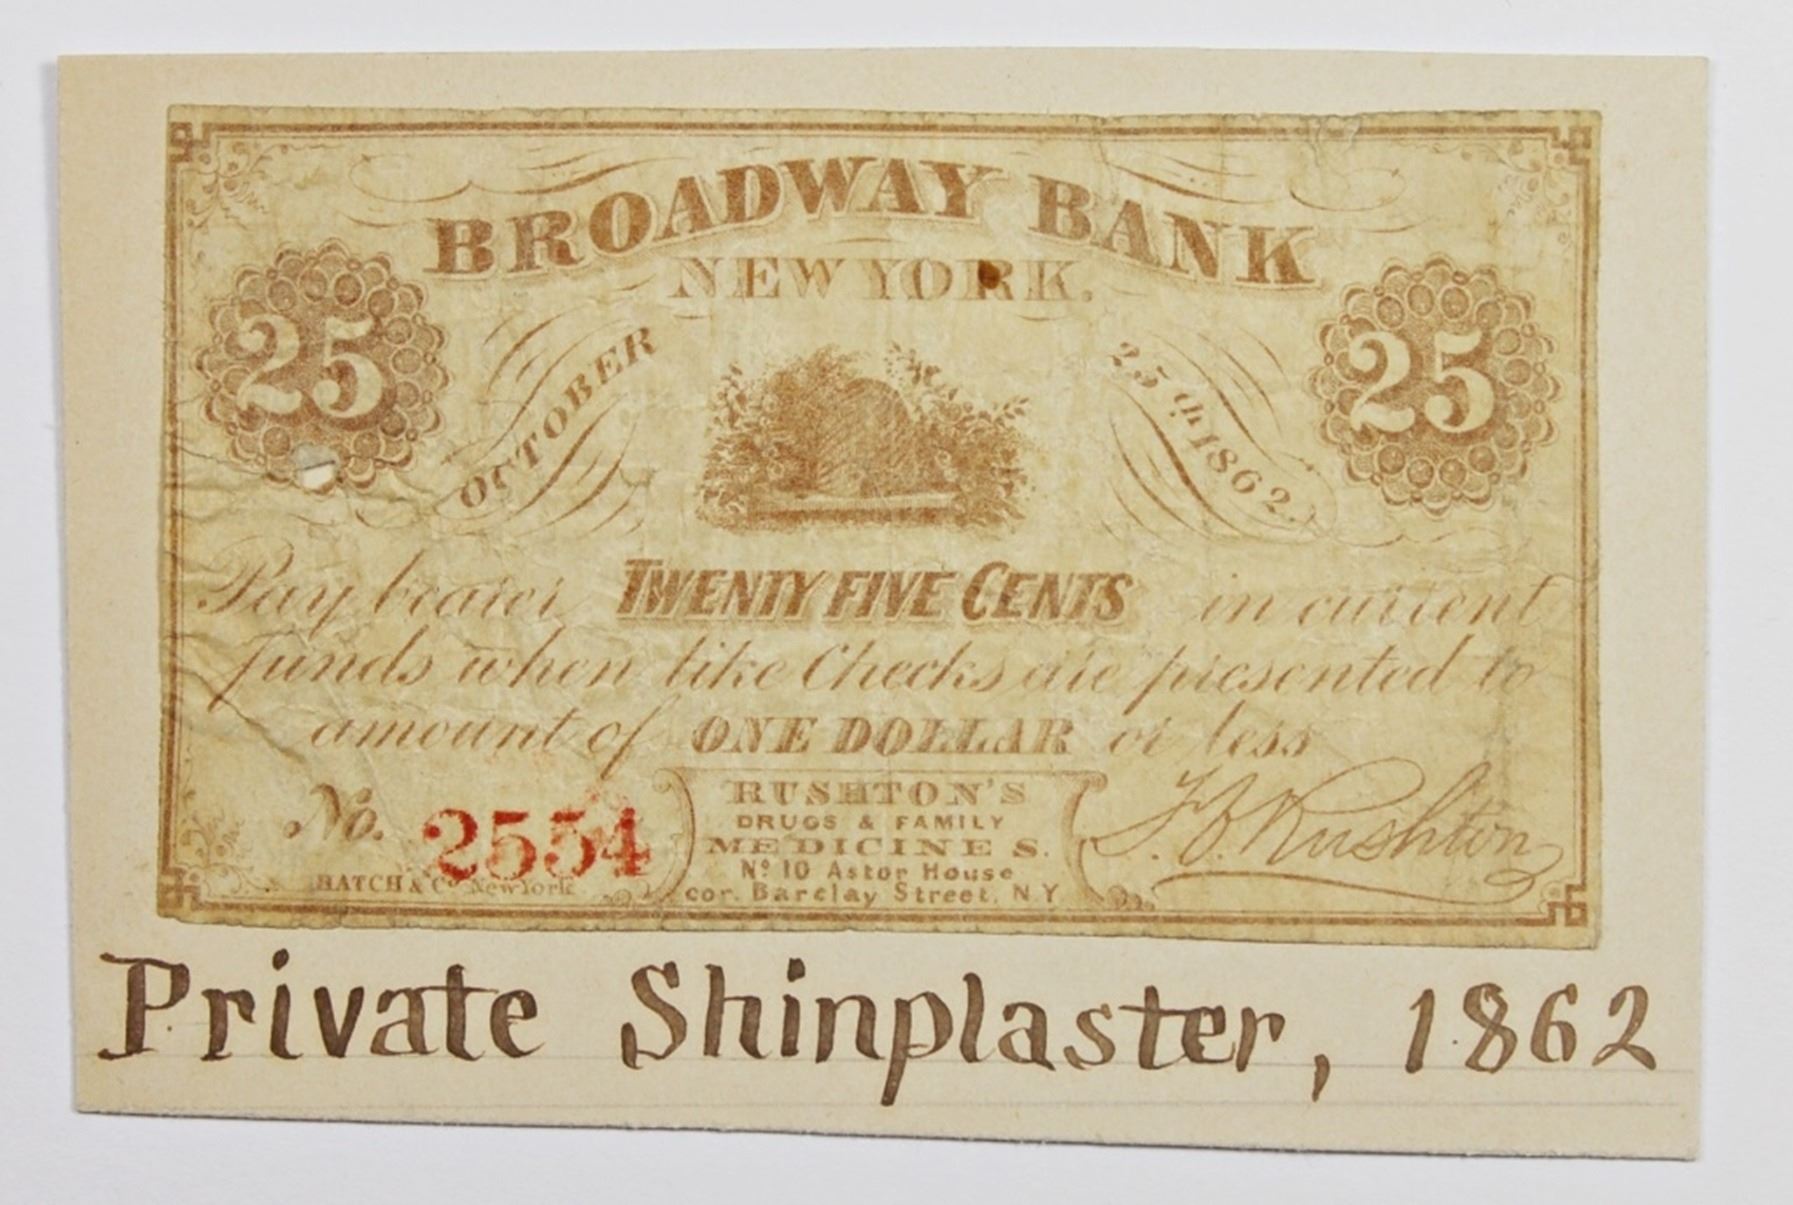 BROADWAY BANK
NEW YORK.
25
OCTOBER 25th 1862.
25
Pay bearer TWENTY FIVE CENTS in current
funds when like Checks are presented to
amount of ONE DOLLAR or less
No. 2554
RUSHTON'S
DRUGS & FAMILY
MEDICINES.
No 10 Astor House
cor. Barclay Street, N Y
F. V. Rushton
HATCH & Co New York
Private Shinplaster, 1862